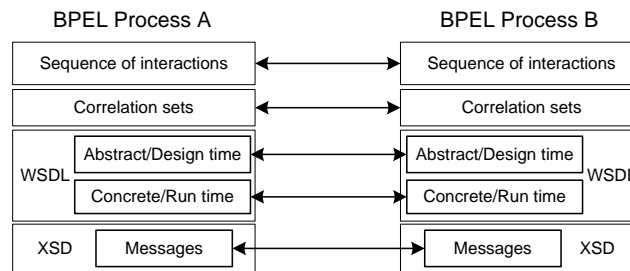 BPEL Process A BPEL Process B
Sequence of interactions Sequence of interactions
Correlation sets Correlation sets
Abstract/Design time Abstract/Design time
WSDL WSDL
Concrete/Run time Concrete/Run time
XSD Messages Messages XSD